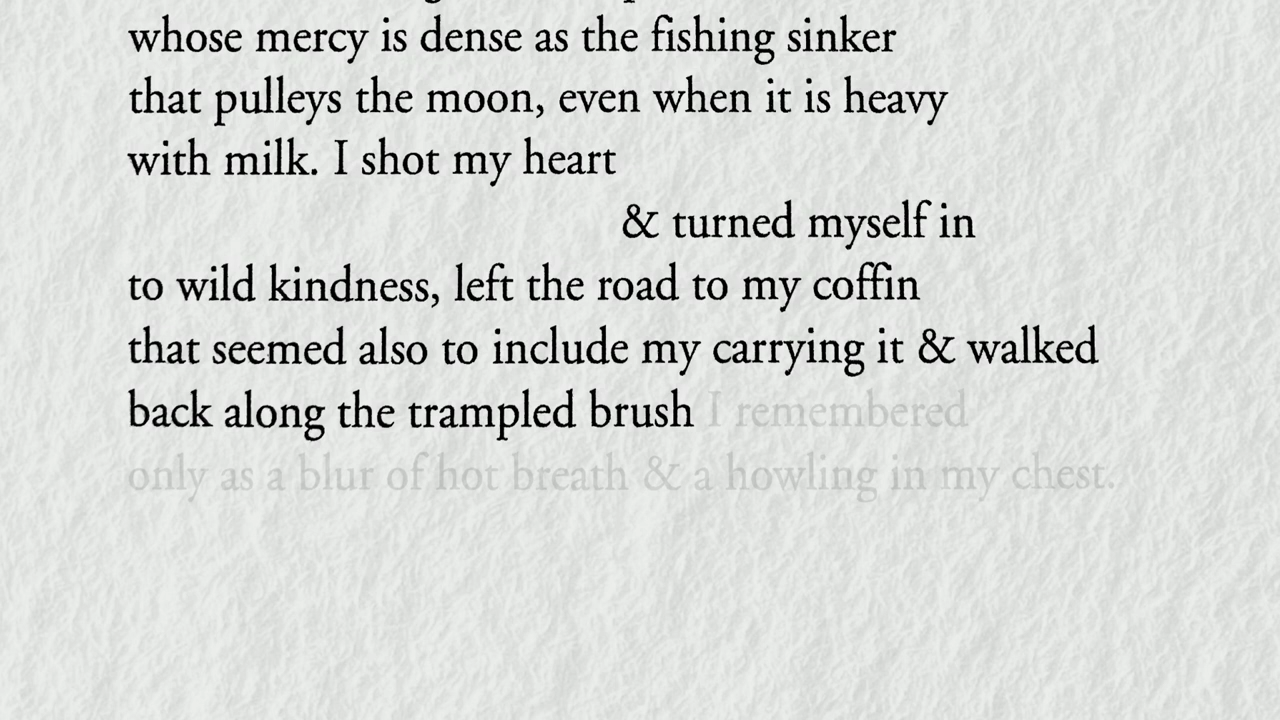 whose mercy is dense as the fishing sinker
that pulleys the moon, even when it is heavy
with milk. I shot my heart
& turned myself in
to wild kindness, left the road to my coffin
that seemed also to include my carrying it & walked
back along the trampled brush I remembered
only as a blur of hot breath & a howling in my chest.